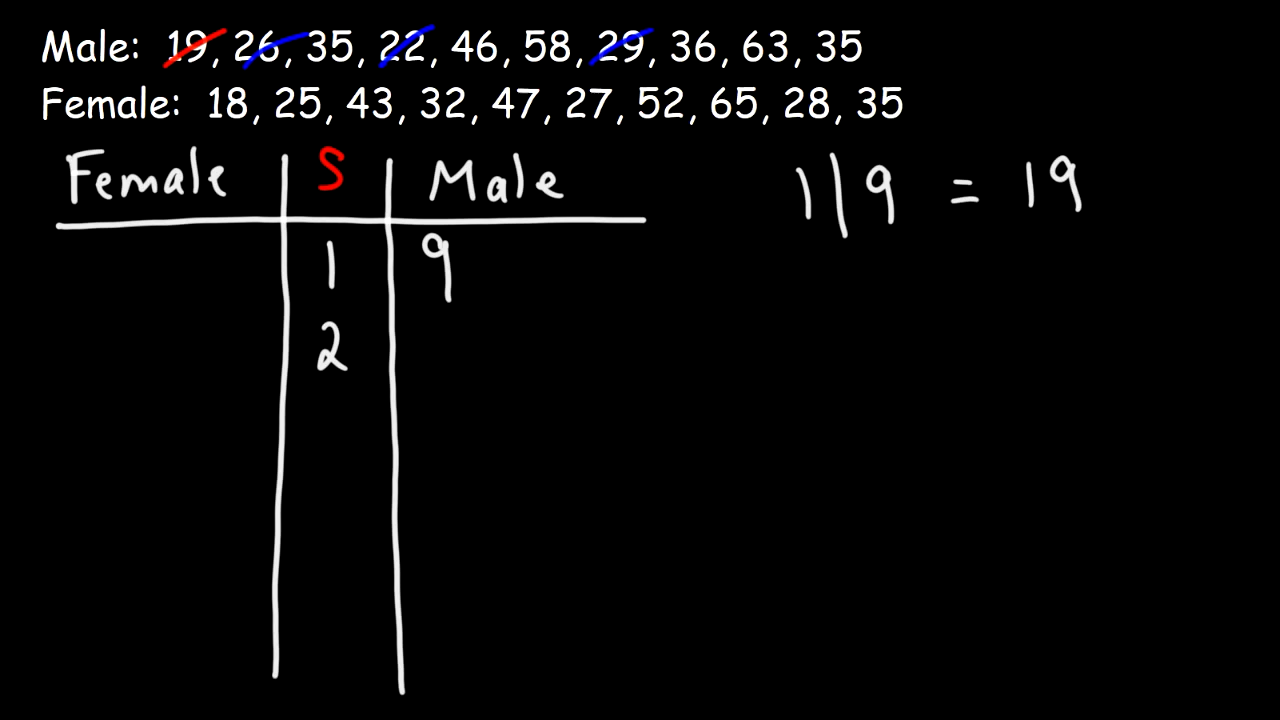 Male: 19, 26, 35, 22, 46, 58, 29, 36, 63, 35
Female: 18, 25, 43, 32, 47, 27, 52, 65, 28, 35
Female S Male 1|9 = 19
1 9
2